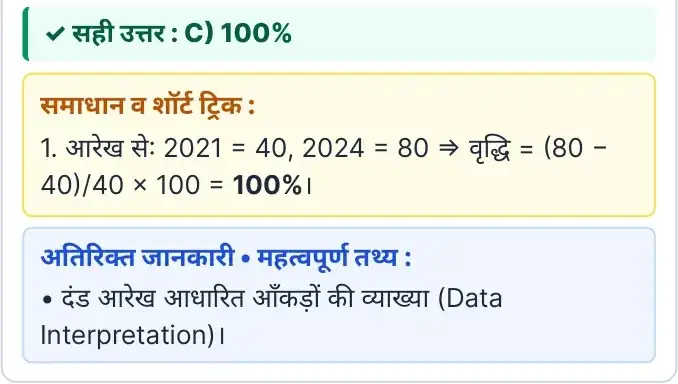 ✓ सही उत्तर : C) 100%
समाधान व शॉर्ट ट्रिक :
1. आरेख से: 2021 = 40, 2024 = 80 ⇒ वृद्धि = (80 −
40)/40 × 100 = 100%।
अतिरिक्त जानकारी • महत्वपूर्ण तथ्य :
• दंड आरेख आधारित आँकड़ों की व्याख्या (Data
Interpretation)।